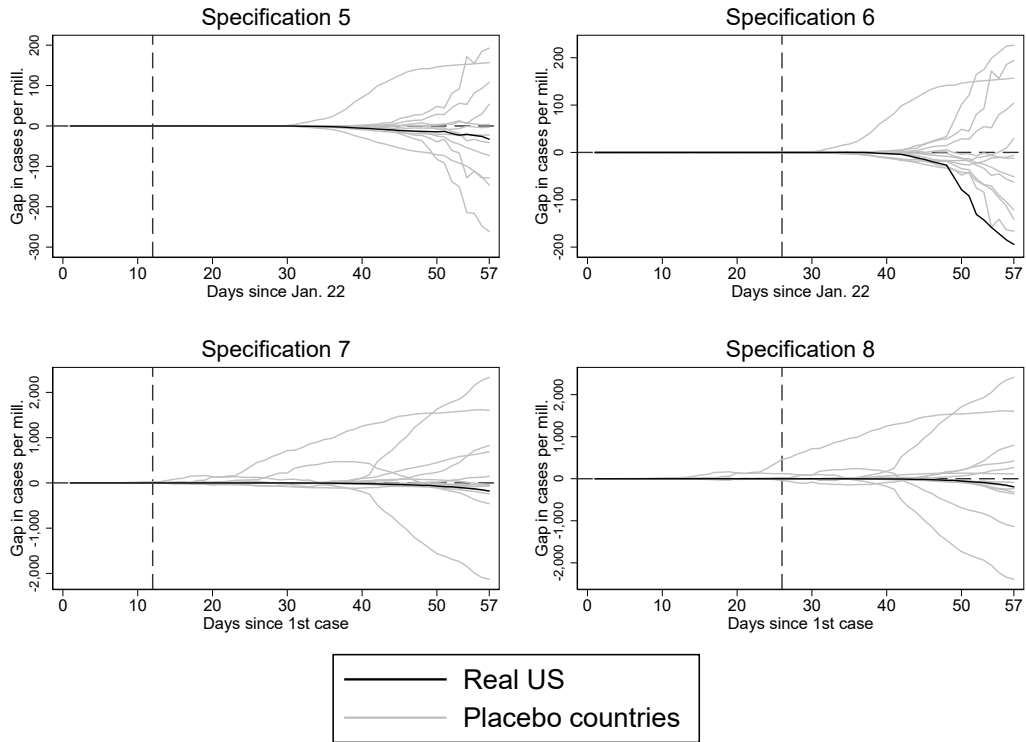 Specification 5
Gap in cases per mill.
200
100
0
-100
-200
-300
0 10 20 30 40 50 57
Days since Jan. 22
Specification 6
Gap in cases per mill.
200
100
0
-100
-200
0 10 20 30 40 50 57
Days since Jan. 22
Specification 7
Gap in cases per mill.
2,000
1,000
0
-1,000
-2,000
0 10 20 30 40 50 57
Days since 1st case
Specification 8
Gap in cases per mill.
2,000
1,000
0
-1,000
-2,000
0 10 20 30 40 50 57
Days since 1st case
Real US
Placebo countries